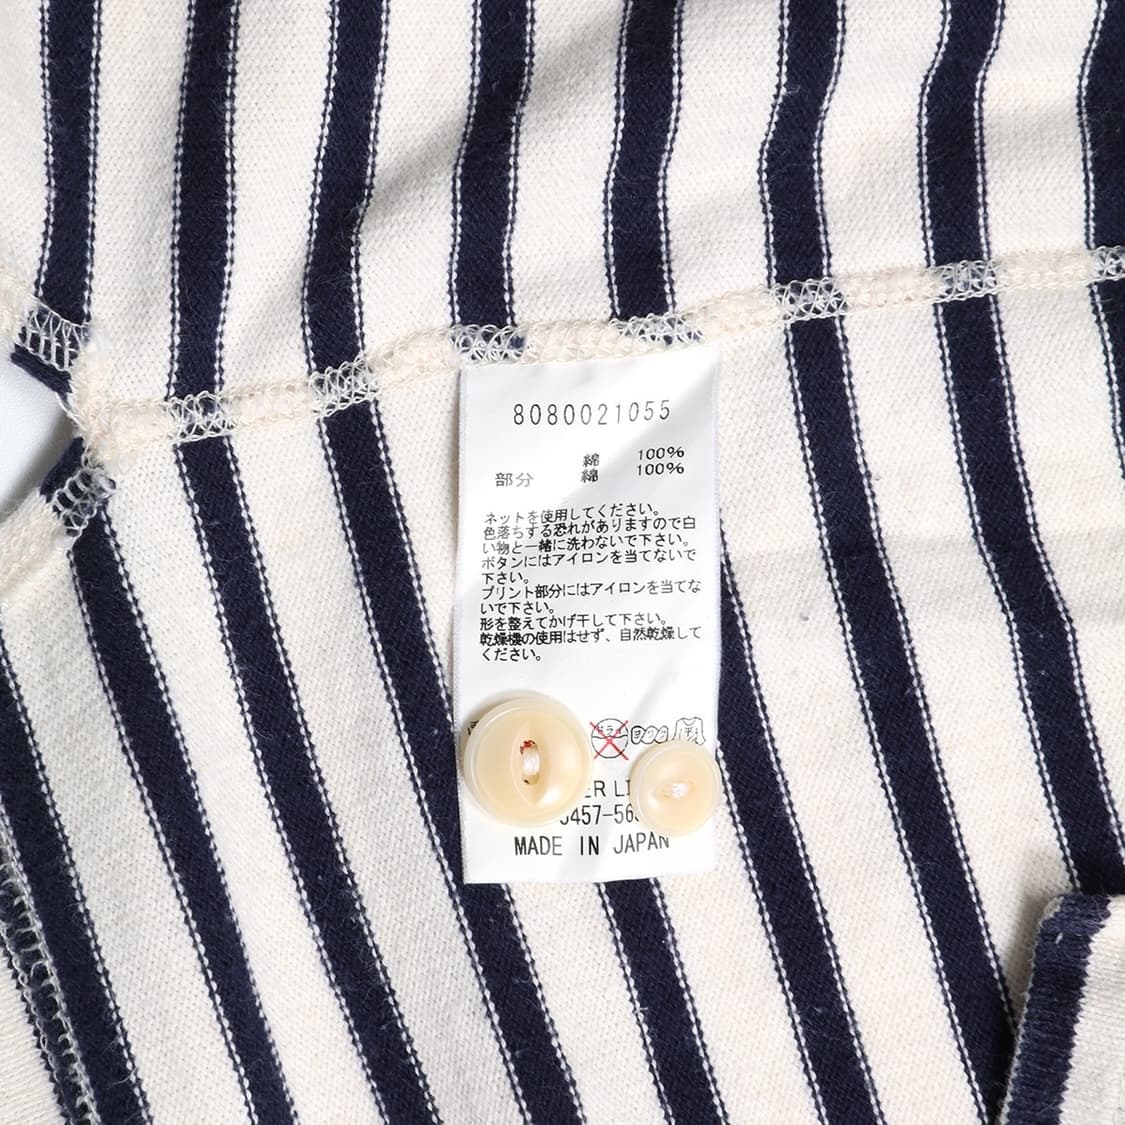 8080021055
綿 100%
部分 綿 100%
ネットを使用してください。
色落ちする恐れがありますので白
い物と一緒に洗わないで下さい。
ボタンにはアイロンを当てないで
下さい。
プリント部分にはアイロンを当てな
いで下さい。
形を整えてかげ干して下さい。
乾燥機の使用はせず、自然乾燥して
ください。
ドライ
MADE IN JAPAN